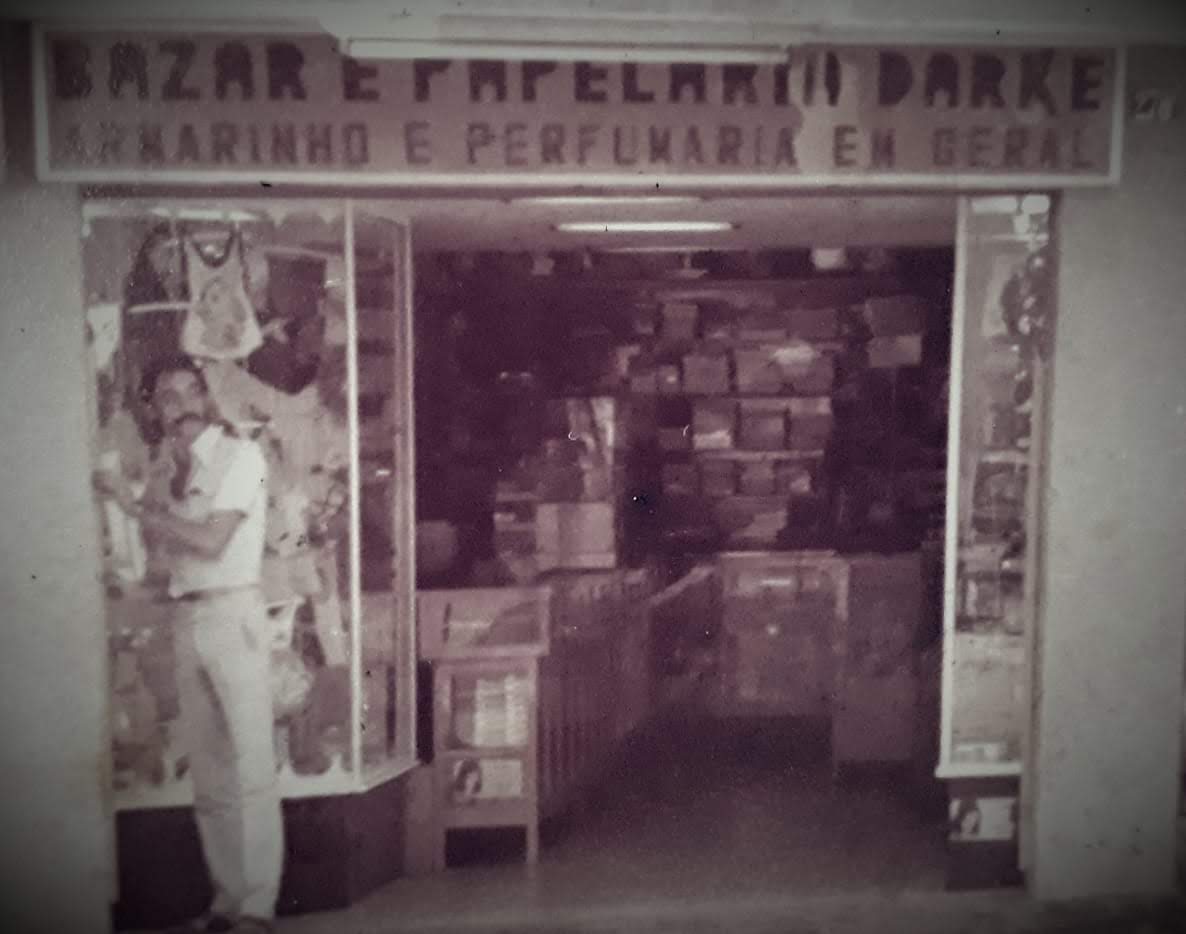 BAZAR E PAPELARIA DARKE
ARMARINHO E PERFUMARIA EM GERAL